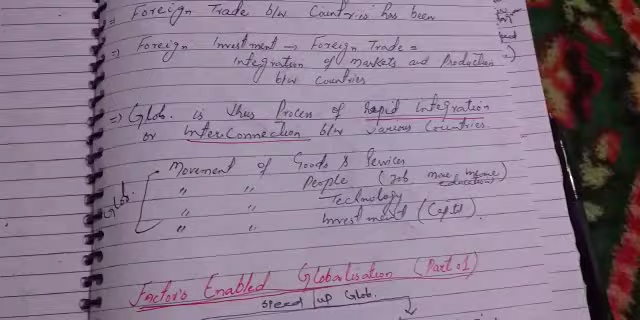 ⇒ Foreign Trade b/w Countries has been
⇒ Foreign Investment → Foreign Trade =
Integration of Markets and Production
b/w Countries
⇒ Glob. is thus Process of Rapid Integration
or InterConnection b/w various Countries
Glob.
Movement of Goods & Services
" " People (Job more income education)
" " Technology
" " Investment (Capital).
Factors Enabled Globalisation (Part 01)
speed up Glob.